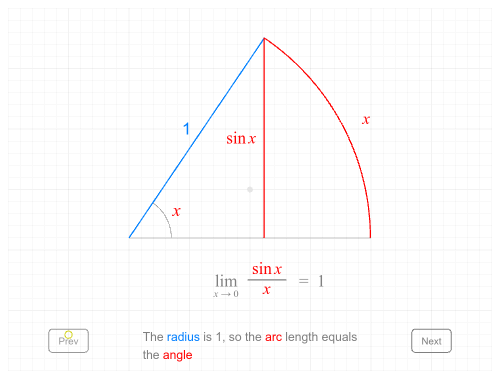 1
sin x
x
x
lim x → 0 sin x / x = 1
Prev
The radius is 1, so the arc length equals
the angle
Next